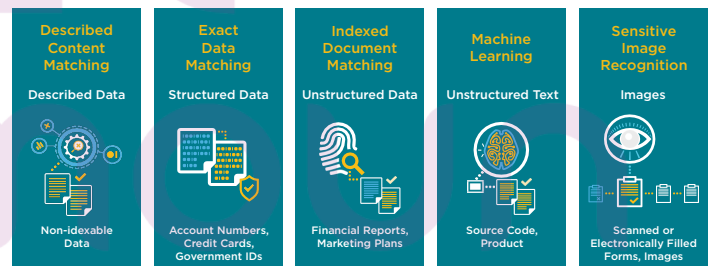 Described
Content
Matching
Described Data
Non-idexable
Data
Exact
Data
Matching
Structured Data
Account Numbers,
Credit Cards,
Government IDs
Indexed
Document
Matching
Unstructured Data
Financial Reports,
Marketing Plans
Machine
Learning
Unstructured Text
Source Code,
Product
Sensitive
Image
Recognition
Images
Scanned or
Electronically Filled
Forms, Images